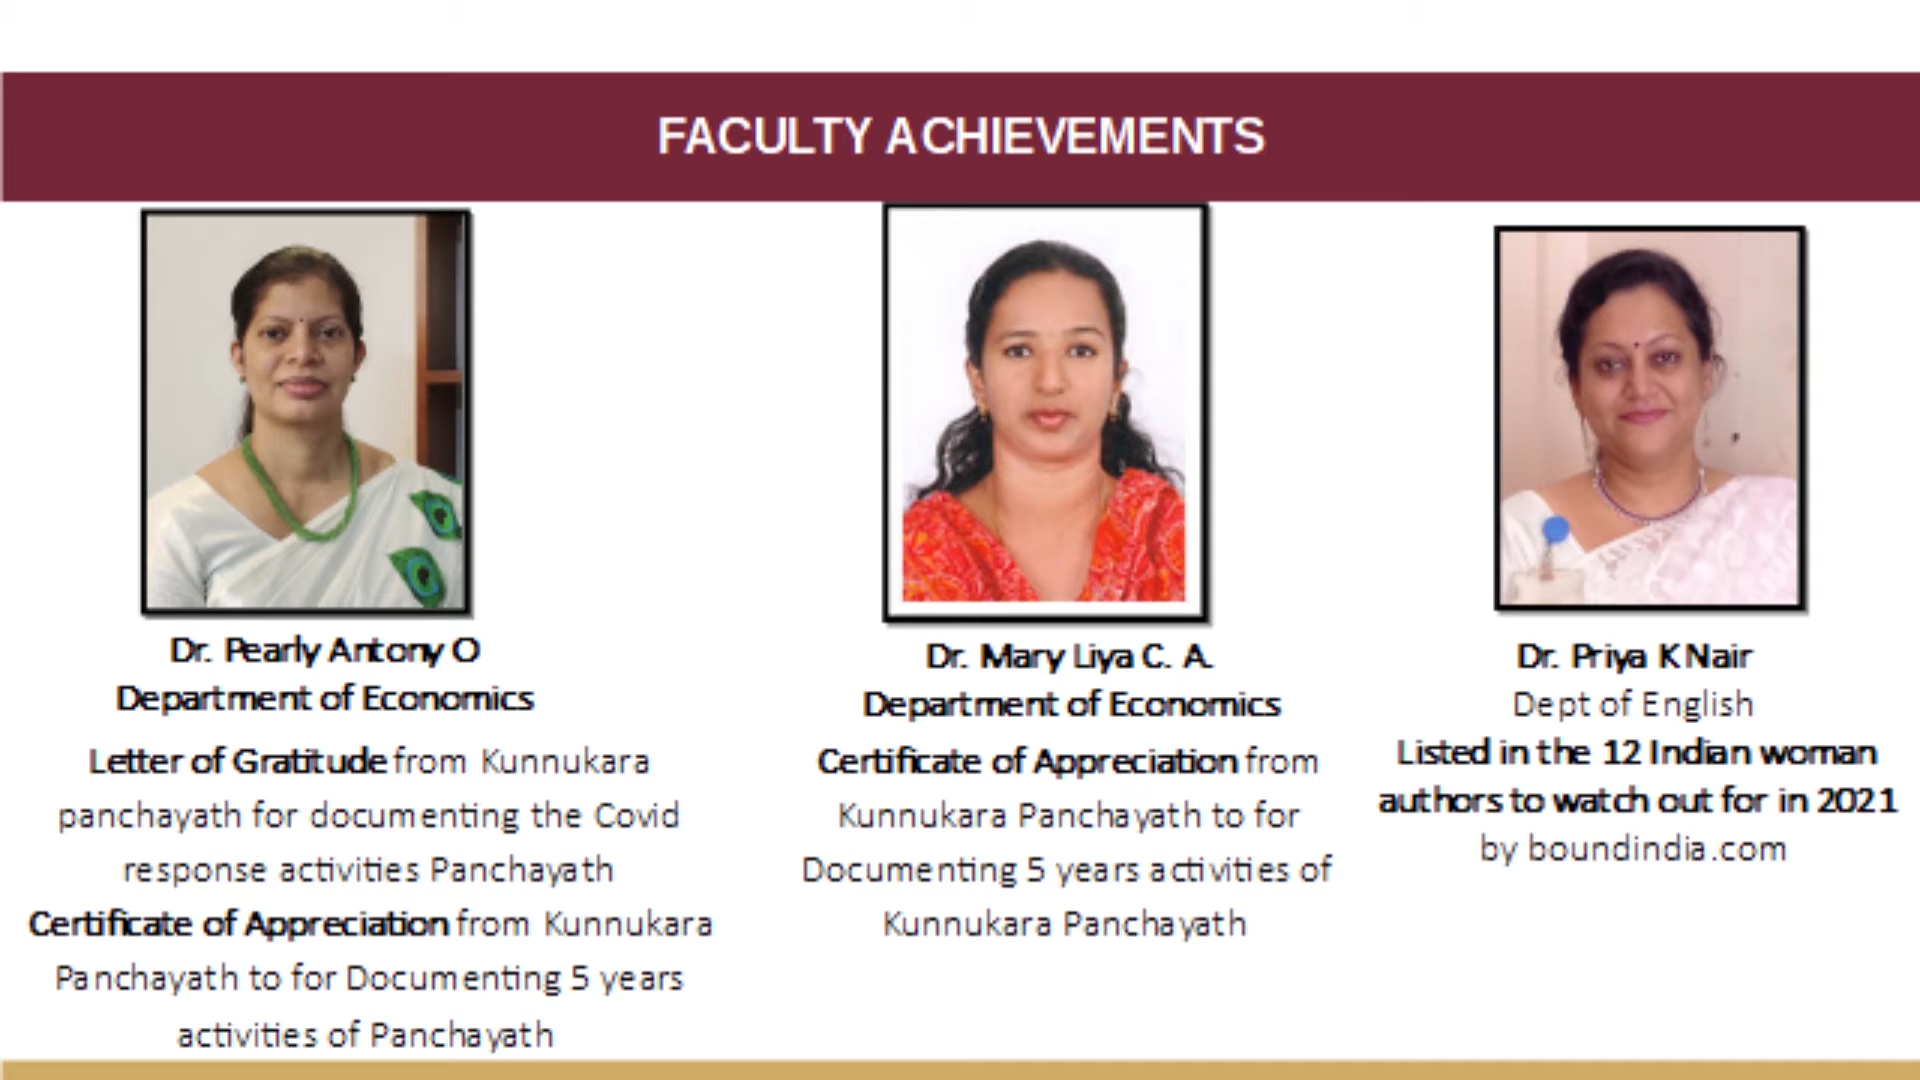 FACULTY ACHIEVEMENTS
Dr. Pearly Antony O
Department of Economics
Letter of Gratitude from Kunnukara
panchayath for documenting the Covid
response activities Panchayath
Certificate of Appreciation from Kunnukara
Panchayath to for Documenting 5 years
activities of Panchayath
Dr. Mary Liya C. A.
Department of Economics
Certificate of Appreciation from
Kunnukara Panchayath to for
Documenting 5 years activities of
Kunnukara Panchayath
Dr. Priya K Nair
Dept of English
Listed in the 12 Indian woman
authors to watch out for in 2021
by boundindia.com